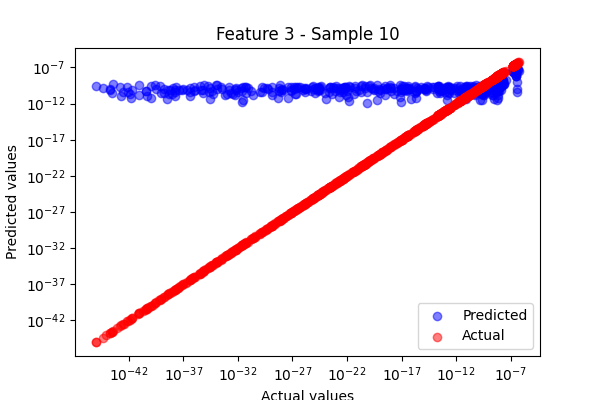 Feature 3 - Sample 10
Predicted values
10⁻⁷
10⁻¹²
10⁻¹⁷
10⁻²²
10⁻²⁷
10⁻³²
10⁻³⁷
10⁻⁴²
Predicted
Actual
10⁻⁴² 10⁻³⁷ 10⁻³² 10⁻²⁷ 10⁻²² 10⁻¹⁷ 10⁻¹² 10⁻⁷
Actual values